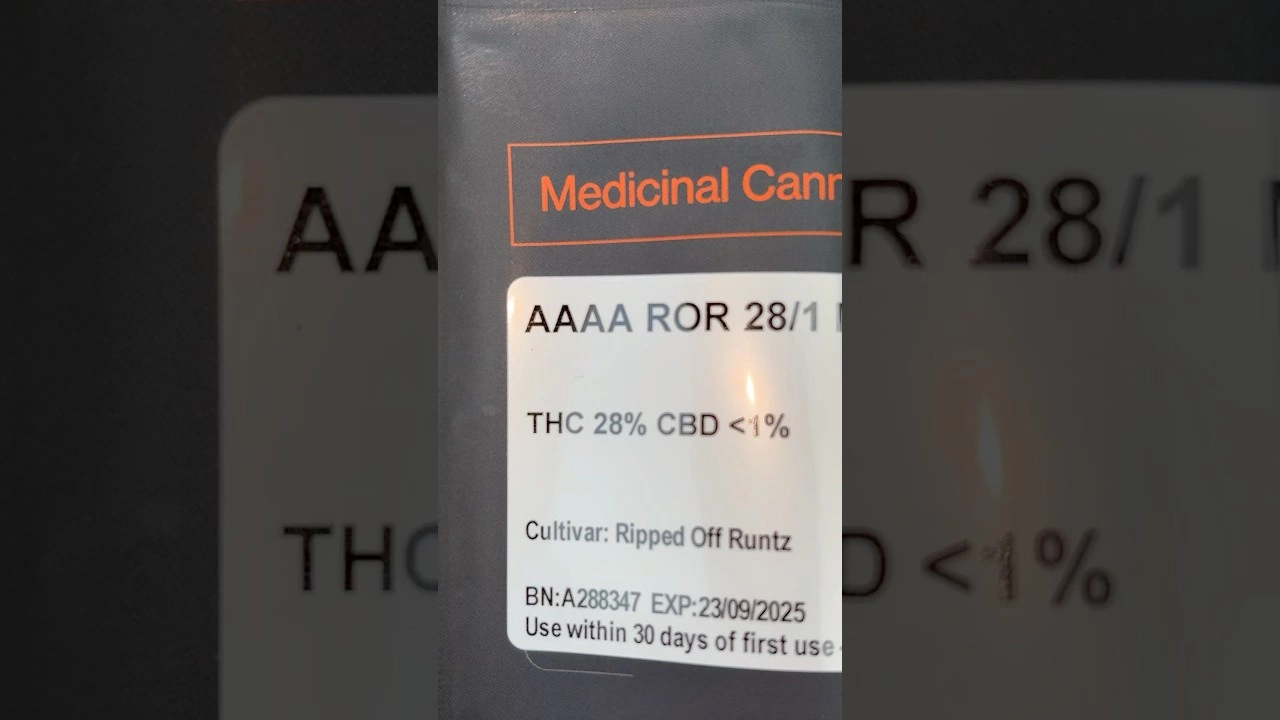 Medicinal Cann
AAAA ROR 28/1
THC 28% CBD <1%
Cultivar: Ripped Off Runtz
BN:A288347 EXP:23/09/2025
Use within 30 days of first use